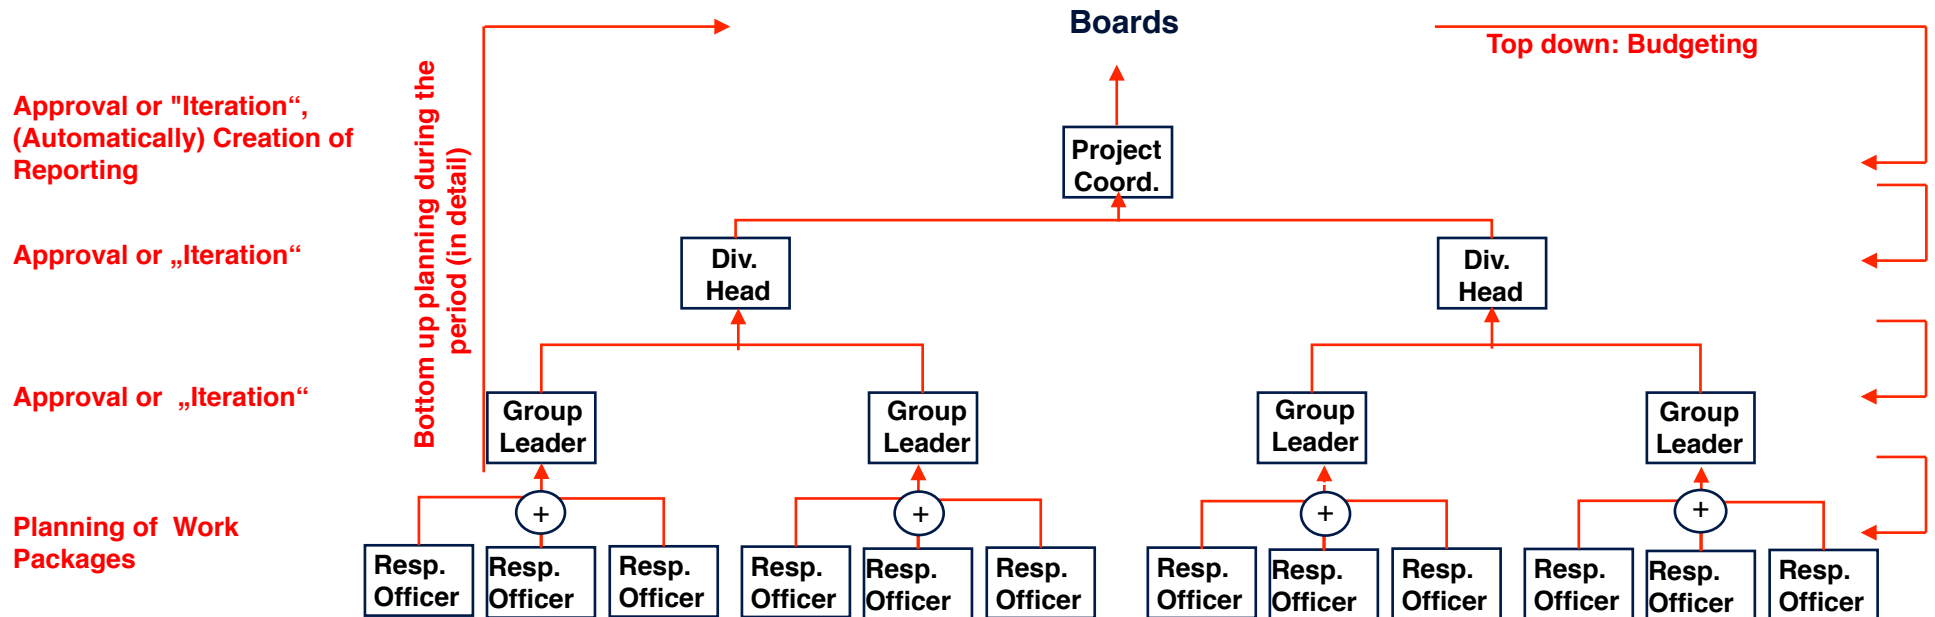 Boards
Top down: Budgeting
Approval or "Iteration“,
(Automatically) Creation of
Reporting
Bottom up planning during the
period (in detail)
Project
Coord.
Approval or „Iteration“
Div.
Head
Div.
Head
Approval or „Iteration“
Group
Leader
Group
Leader
Group
Leader
Group
Leader
+
+
+
+
Planning of Work
Packages
Resp.
Officer
Resp.
Officer
Resp.
Officer
Resp.
Officer
Resp.
Officer
Resp.
Officer
Resp.
Officer
Resp.
Officer
Resp.
Officer
Resp.
Officer
Resp.
Officer
Resp.
Officer